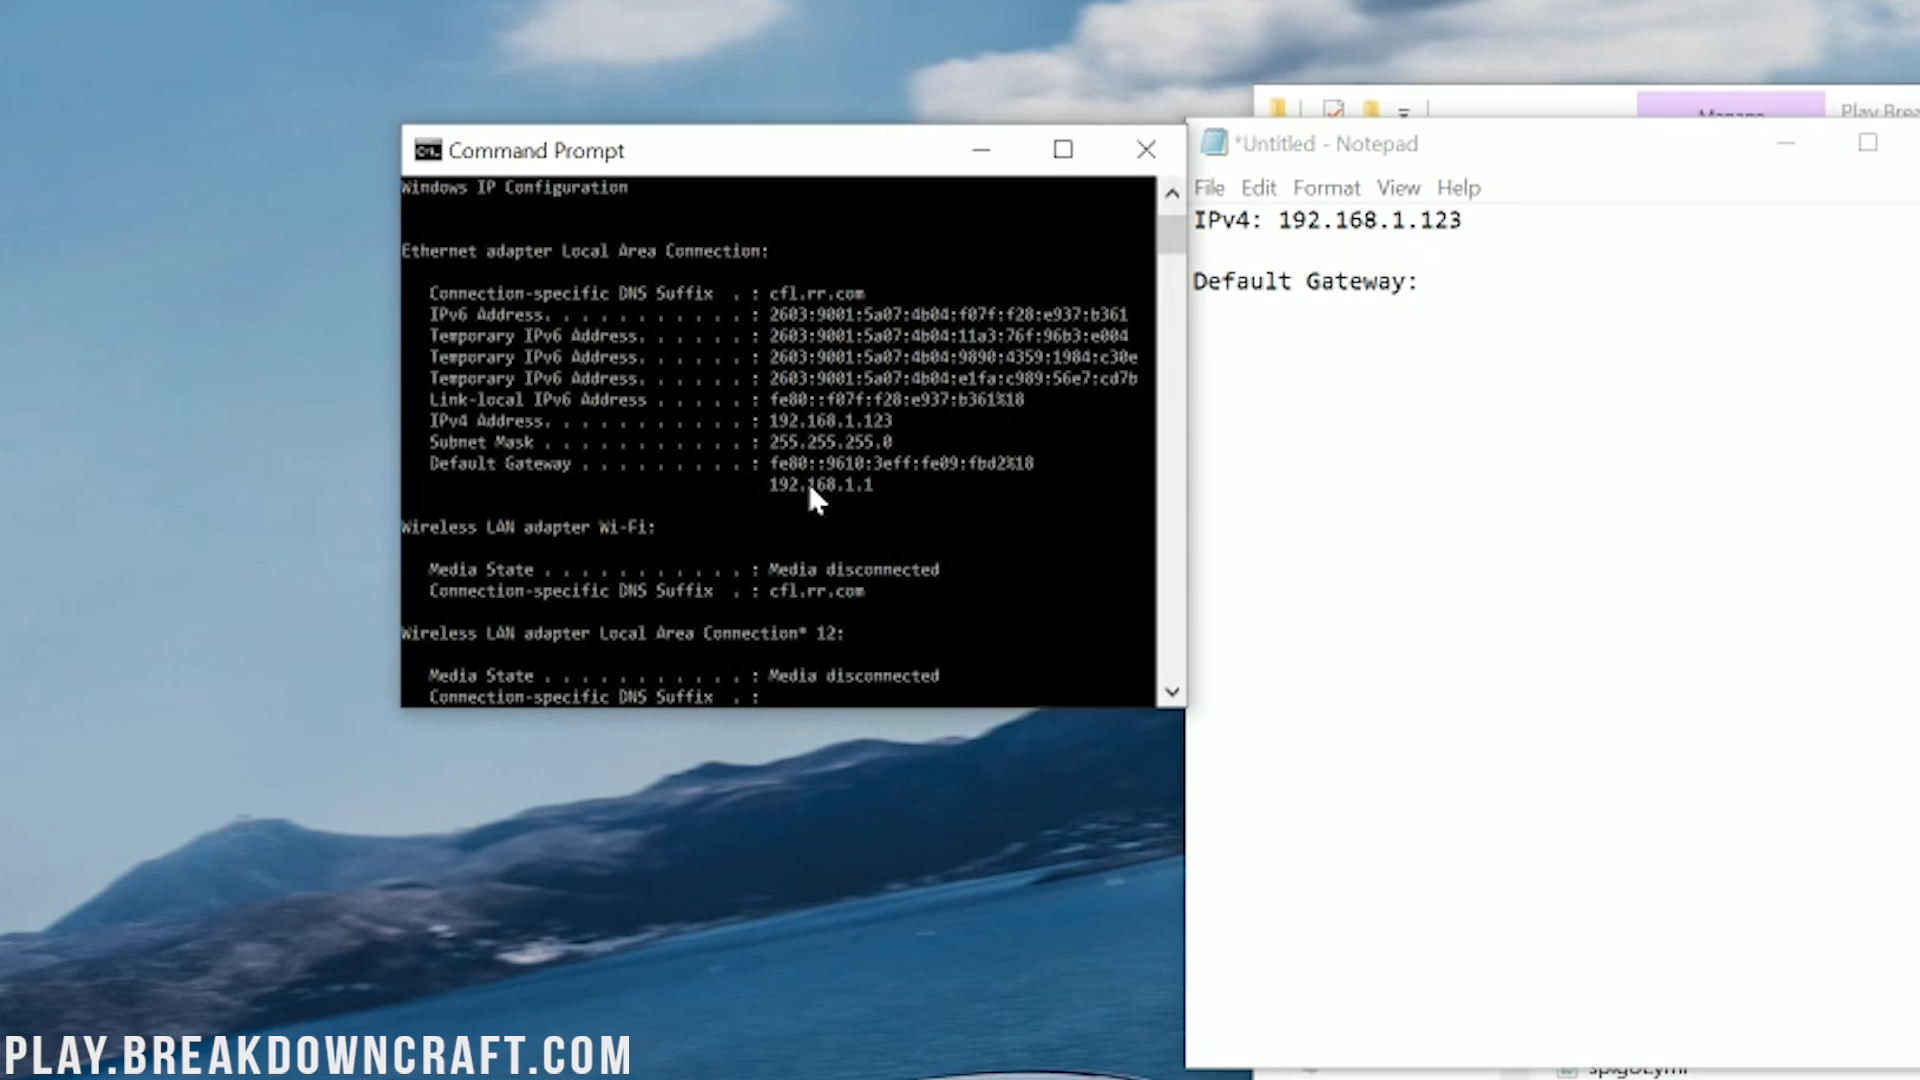 Manage
Play Brea
Command Prompt
Windows IP Configuration
Ethernet adapter Local Area Connection:
Connection-specific DNS Suffix . : cfl.rr.com
IPv6 Address. . . . . . . . . . . : 2603:9001:5a07:4b04:f07f:f28:e937:b361
Temporary IPv6 Address. . . . . . : 2603:9001:5a07:4b04:11a3:76f:96b3:e004
Temporary IPv6 Address. . . . . . : 2603:9001:5a07:4b04:9890:4359:1984:c30e
Temporary IPv6 Address. . . . . . : 2603:9001:5a07:4b04:e1fa:c989:56e7:cd7b
Link-local IPv6 Address . . . . . : fe80::f07f:f28:e937:b361%18
IPv4 Address. . . . . . . . . . . : 192.168.1.123
Subnet Mask . . . . . . . . . . . : 255.255.255.0
Default Gateway . . . . . . . . . : fe80::9610:3eff:fe09:fbd2%18
192.168.1.1
Wireless LAN adapter Wi-Fi:
Media State . . . . . . . . . . . : Media disconnected
Connection-specific DNS Suffix . : cfl.rr.com
Wireless LAN adapter Local Area Connection* 12:
Media State . . . . . . . . . . . : Media disconnected
Connection-specific DNS Suffix . :
*Untitled - Notepad
File Edit Format View Help
IPv4: 192.168.1.123
Default Gateway:
PLAY.BREAKDOWNCRAFT.COM